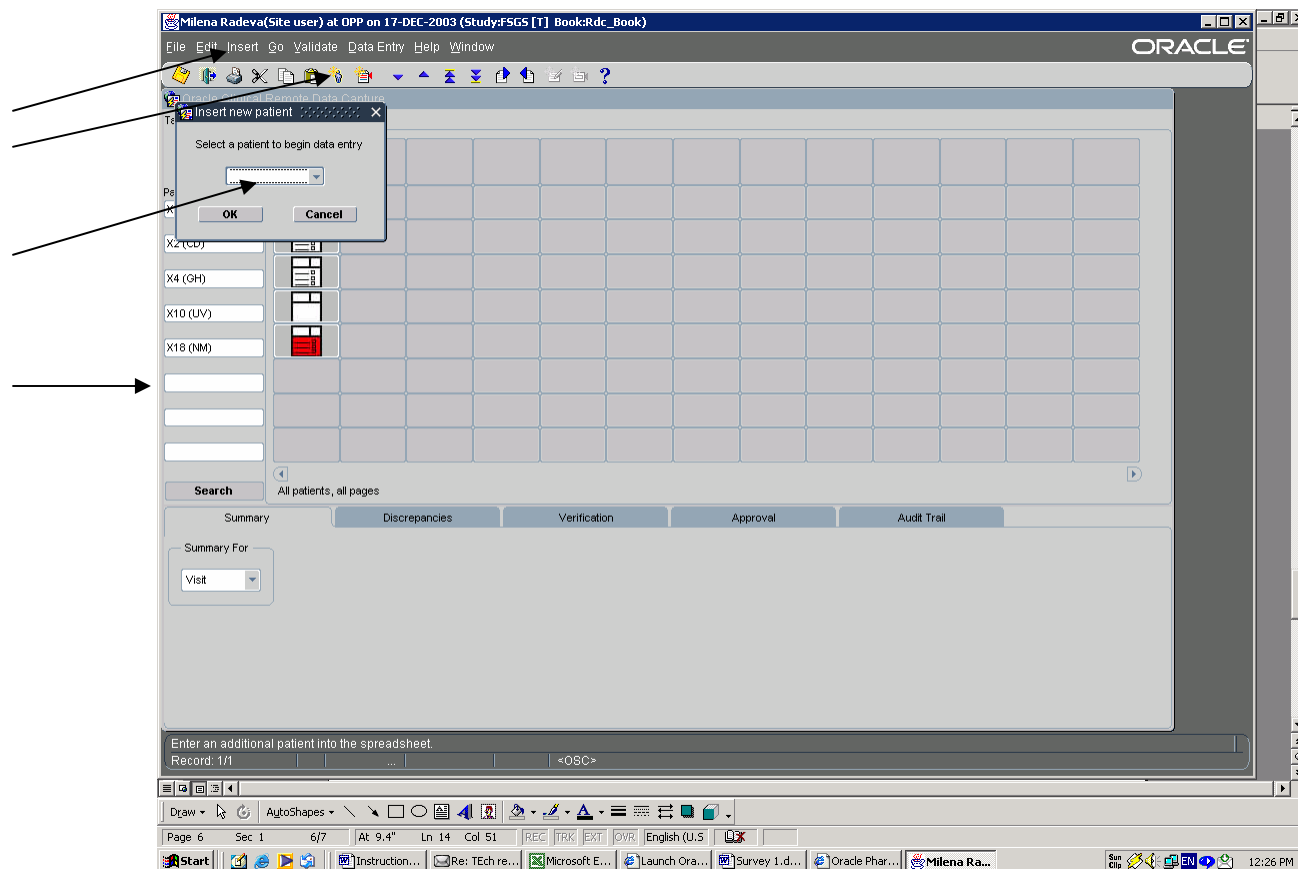 Milena Radeva(Site user) at OPP on 17-DEC-2003 (Study:FSGS [T] Book:Rdc_Book)
File Edit Insert Go Validate Data Entry Help Window
ORACLE
Oracle Clinical Remote Data Capture
Insert new patient
Select a patient to begin data entry
OK Cancel
X2 (CD)
X4 (GH)
X10 (UV)
X18 (NM)
Search All patients, all pages
Summary Discrepancies Verification Approval Audit Trail
Summary For
Visit
Enter an additional patient into the spreadsheet.
Record: 1/1 ... <OSC>
Draw AutoShapes
Page 6 Sec 1 6/7 At 9.4" Ln 14 Col 51 REC TRK EXT OVR English (U.S
Start Instruction... Re: TEch re... Microsoft E... Launch Ora... Survey 1.d... Oracle Phar... Milena Ra... Sun Clip EN 12:26 PM